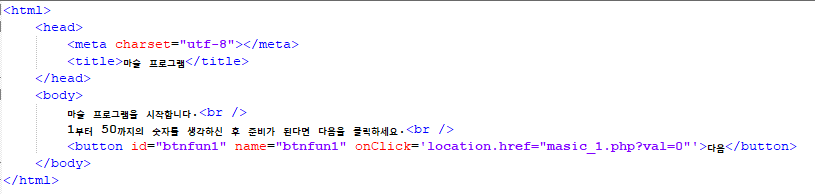 <html>
<head>
<meta charset="utf-8"></meta>
<title>마술 프로그램</title>
</head>
<body>
마술 프로그램을 시작합니다.<br />
1부터 50까지의 숫자를 생각하신 후 준비가 된다면 다음을 클릭하세요.<br />
<button id="btnfun1" name="btnfun1" onClick='location.href="masic_1.php?val=0"'>다음</button>
</body>
</html>